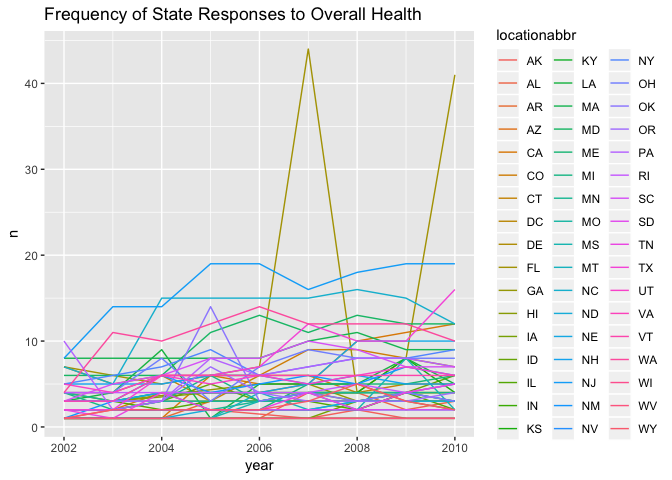 Frequency of State Responses to Overall Health
n
40
30
20
10
0
2002 2004 2006 2008 2010
year
locationabbr
AK KY NY
AL LA OH
AR MA OK
AZ MD OR
CA ME PA
CO MI RI
CT MN SC
DC MO SD
DE MS TN
FL MT TX
GA NC UT
HI ND VA
IA NE VT
ID NH WA
IL NJ WI
IN NM WV
KS NV WY